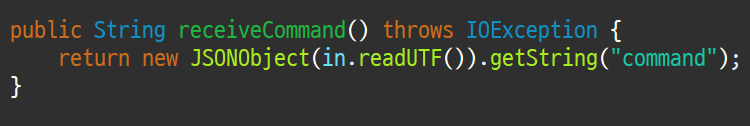 public String receiveCommand() throws IOException {
    return new JSONObject(in.readUTF()).getString("command");
}